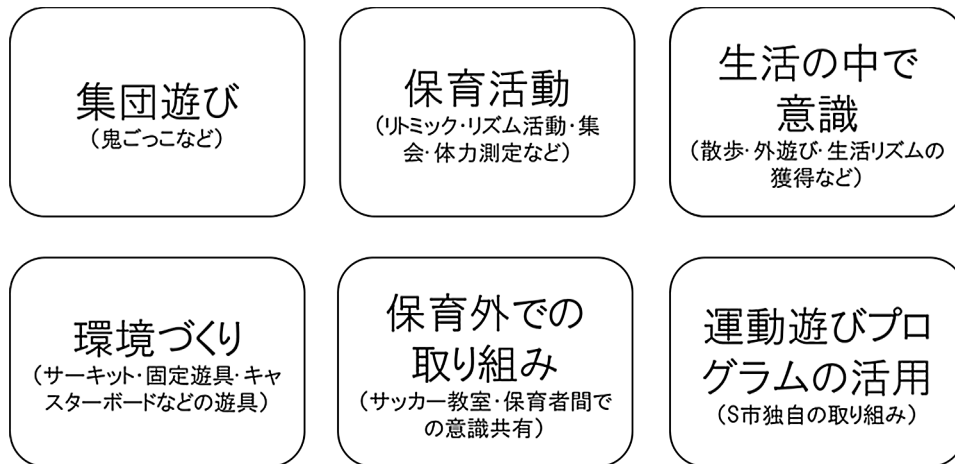 集団遊び
（鬼ごっこなど）
保育活動
（リトミック・リズム活動・集
会・体力測定など）
生活の中で
意識
（散歩・外遊び・生活リズムの
獲得など）
環境づくり
（サーキット・固定遊具・キャ
スターボードなどの遊具）
保育外での
取り組み
（サッカー教室・保育者間で
の意識共有）
運動遊びプロ
グラムの活用
（S市独自の取り組み）